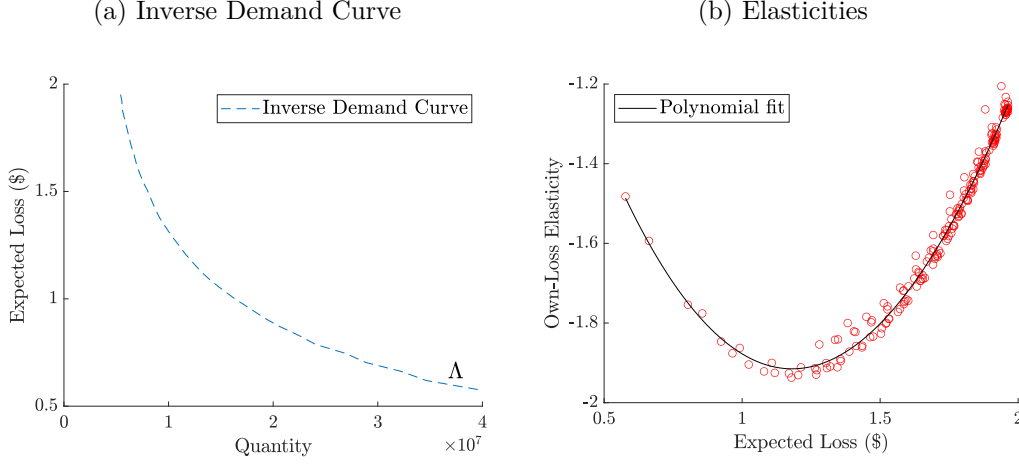 (a) Inverse Demand Curve
2
1.5
1
0.5
Expected Loss ($)
Inverse Demand Curve
Λ
0
1
2
3
4
×10^7
Quantity
(b) Elasticities
-1.2
-1.4
-1.6
-1.8
-2
Own-Loss Elasticity
Polynomial fit
0.5
1
1.5
2
Expected Loss ($)